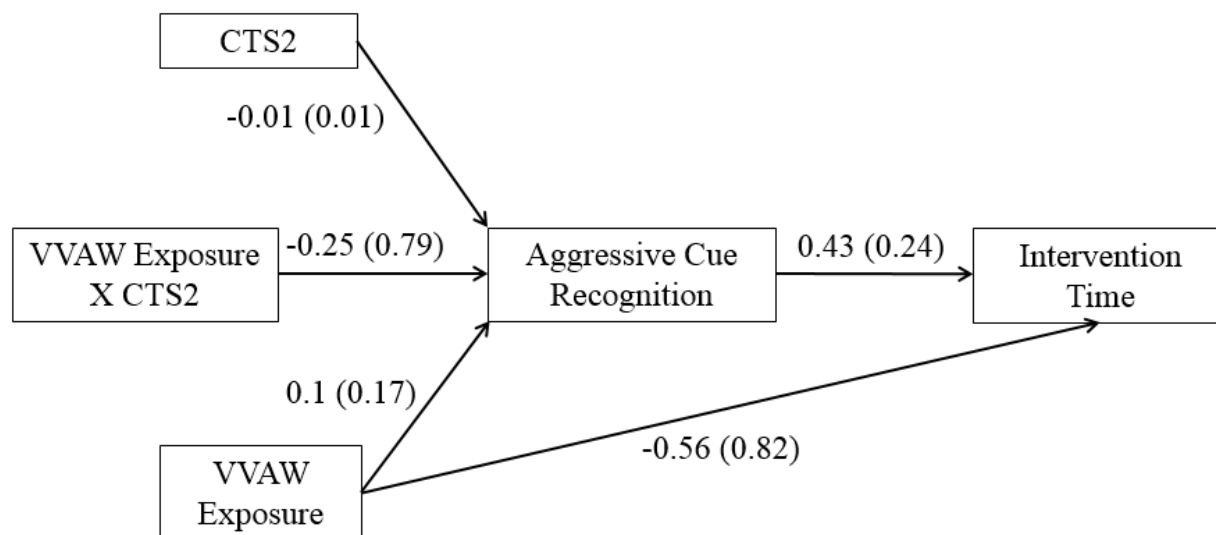 CTS2
-0.01 (0.01)
VVAW Exposure
X CTS2
-0.25 (0.79)
Aggressive Cue
Recognition
0.43 (0.24)
Intervention
Time
0.1 (0.17)
-0.56 (0.82)
VVAW
Exposure